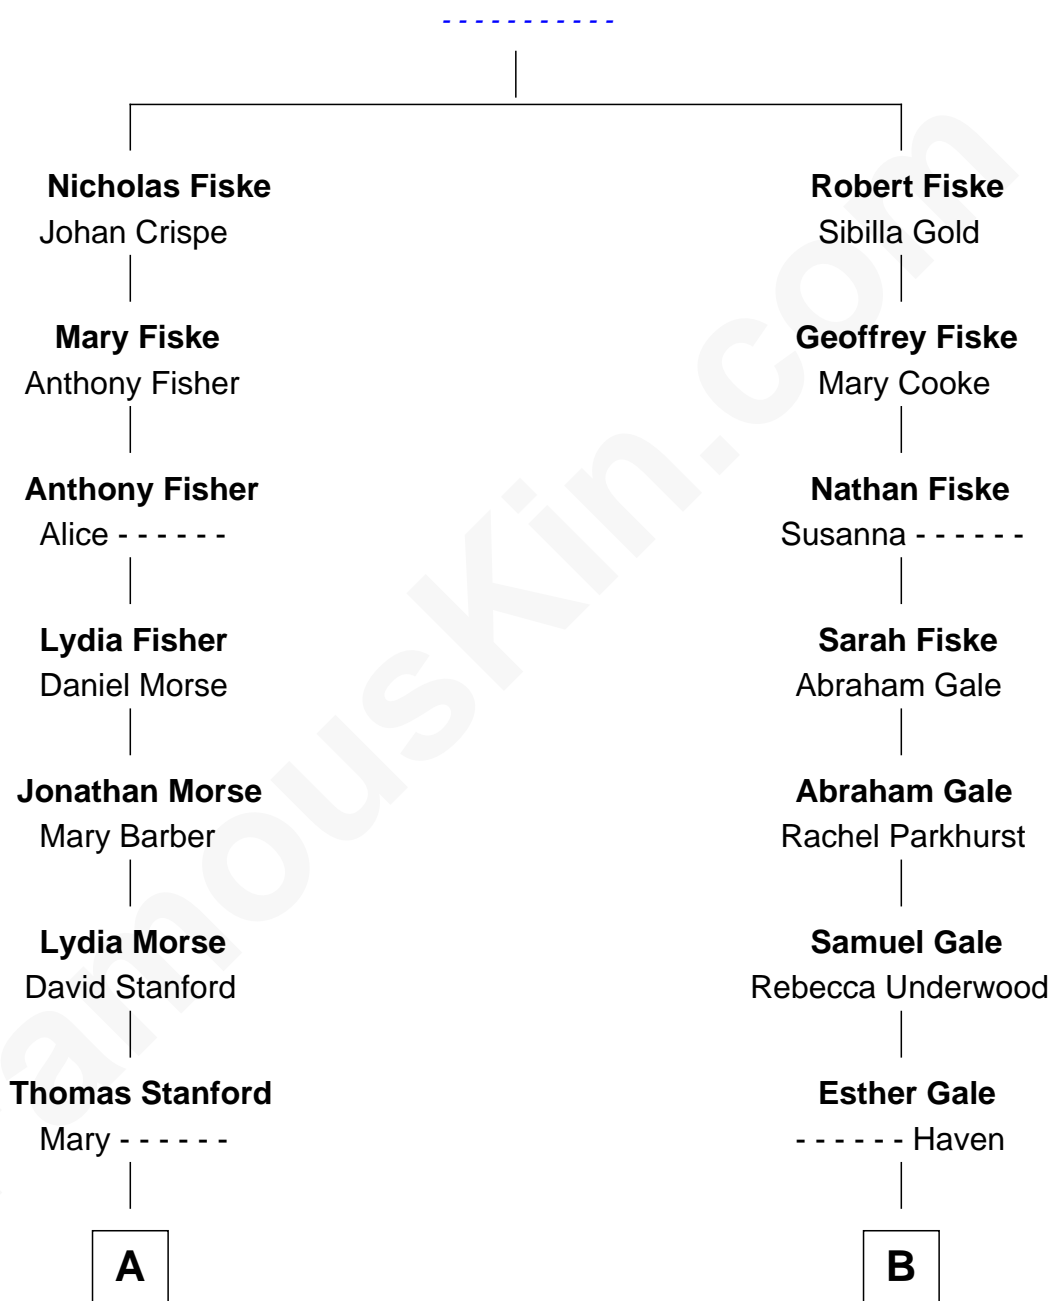 - - - - - - - - - - -
Nicholas Fiske
Johan Crispe
Mary Fiske
Anthony Fisher
Anthony Fisher
Alice - - - - - -
Lydia Fisher
Daniel Morse
Jonathan Morse
Mary Barber
Lydia Morse
David Stanford
Thomas Stanford
Mary - - - - - -
A
Robert Fiske
Sibilla Gold
Geoffrey Fiske
Mary Cooke
Nathan Fiske
Susanna - - - - - -
Sarah Fiske
Abraham Gale
Abraham Gale
Rachel Parkhurst
Samuel Gale
Rebecca Underwood
Esther Gale
- - - - - - Haven
B
amousKin.com